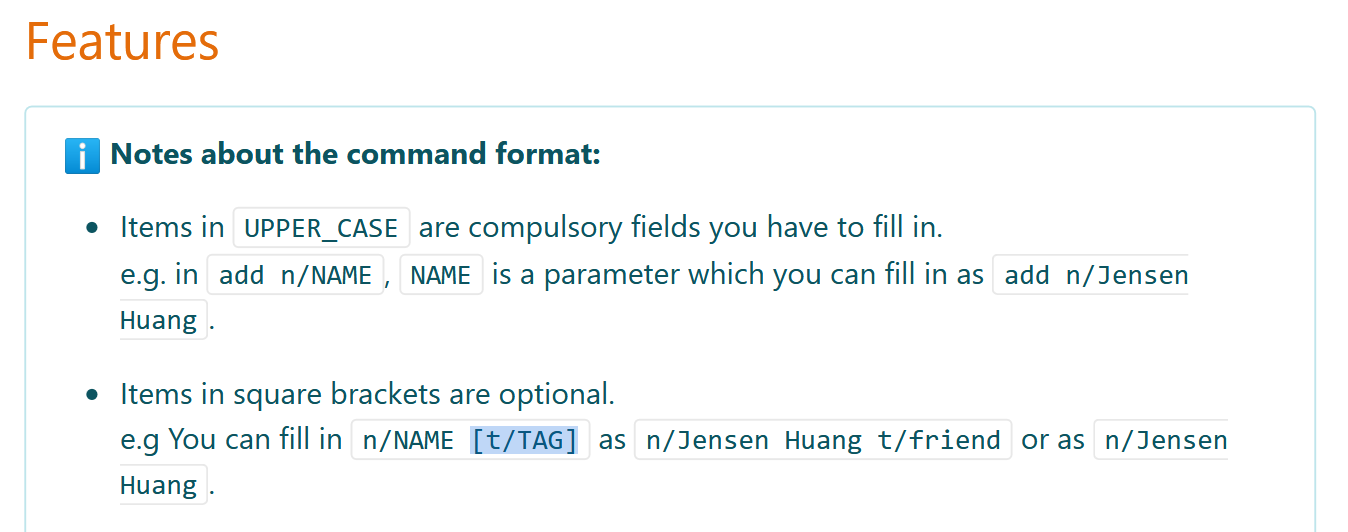 Features
Notes about the command format:
Items in UPPER_CASE are compulsory fields you have to fill in.
e.g. in add n/NAME, NAME is a parameter which you can fill in as add n/Jensen
Huang.
Items in square brackets are optional.
e.g You can fill in n/NAME [t/TAG] as n/Jensen Huang t/friend or as n/Jensen
Huang.